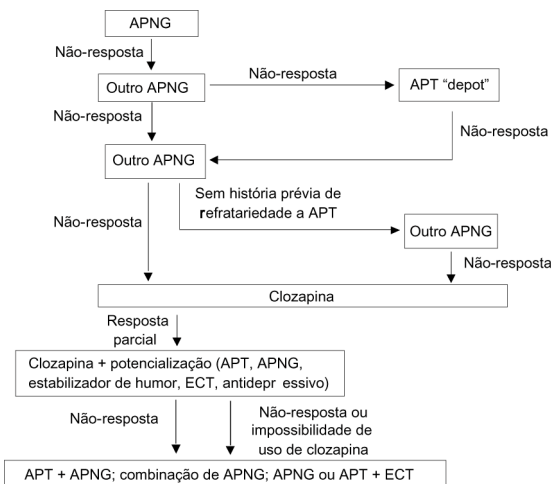 APNG
Não-resposta
Não-resposta
Outro APNG
APT “depot”
Não-resposta
Não-resposta
Outro APNG
Sem história prévia de
refratariedade a APT
Não-resposta
Outro APNG
Não-resposta
Clozapina
Resposta
parcial
Clozapina + potencialização (APT, APNG,
estabilizador de humor, ECT, antidepr essivo)
Não-resposta
Não-resposta ou
impossibilidade de
uso de clozapina
APT + APNG; combinação de APNG; APNG ou APT + ECT